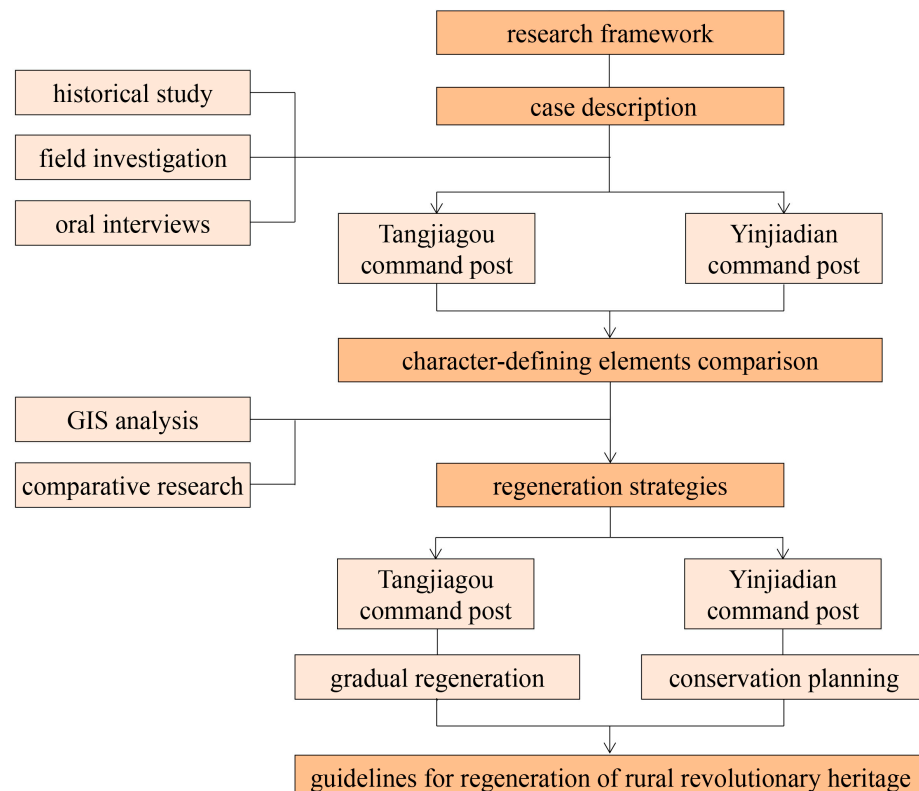 research framework
case description
historical study
field investigation
oral interviews
Tangjiagou
command post
Yinjiadian
command post
character-defining elements comparison
GIS analysis
comparative research
regeneration strategies
Tangjiagou
command post
Yinjiadian
command post
gradual regeneration
conservation planning
guidelines for regeneration of rural revolutionary heritage